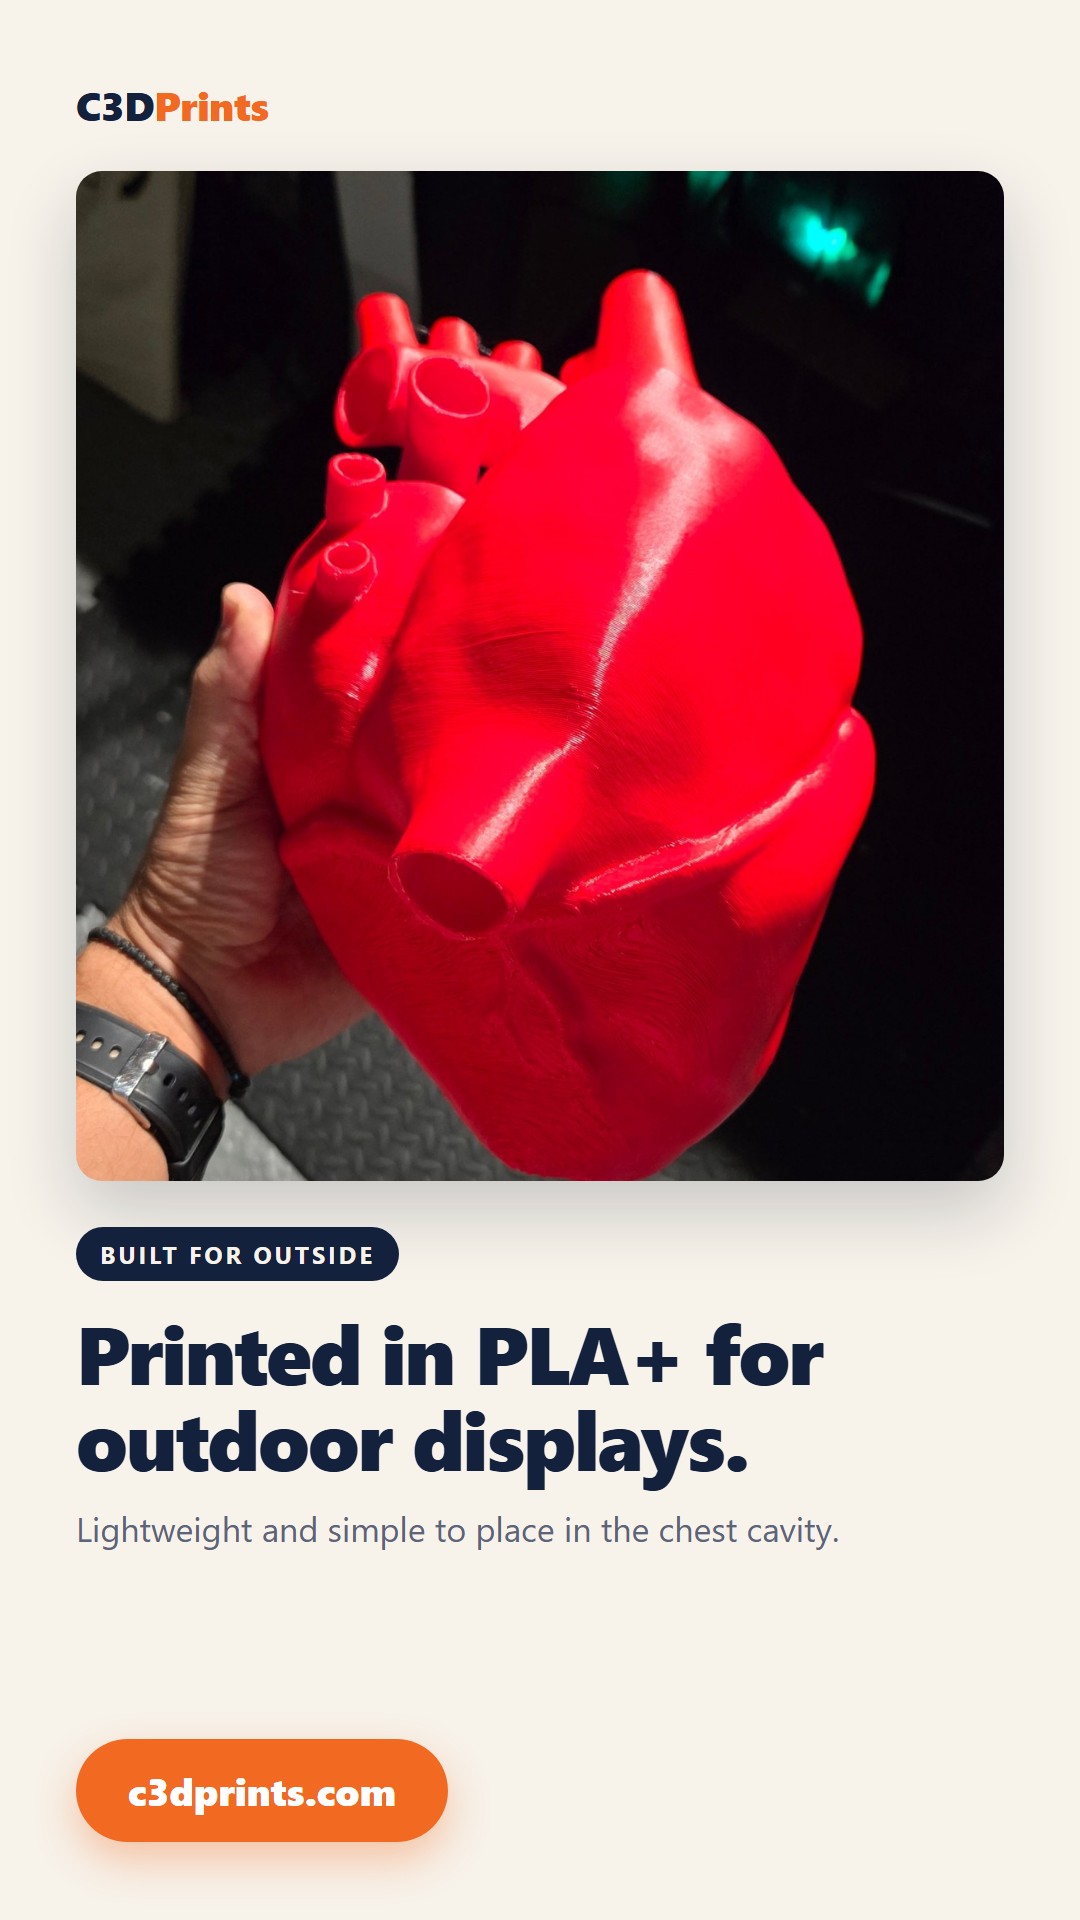 C3DPrints
BUILT FOR OUTSIDE
Printed in PLA+ for
outdoor displays.
Lightweight and simple to place in the chest cavity.
c3dprints.com